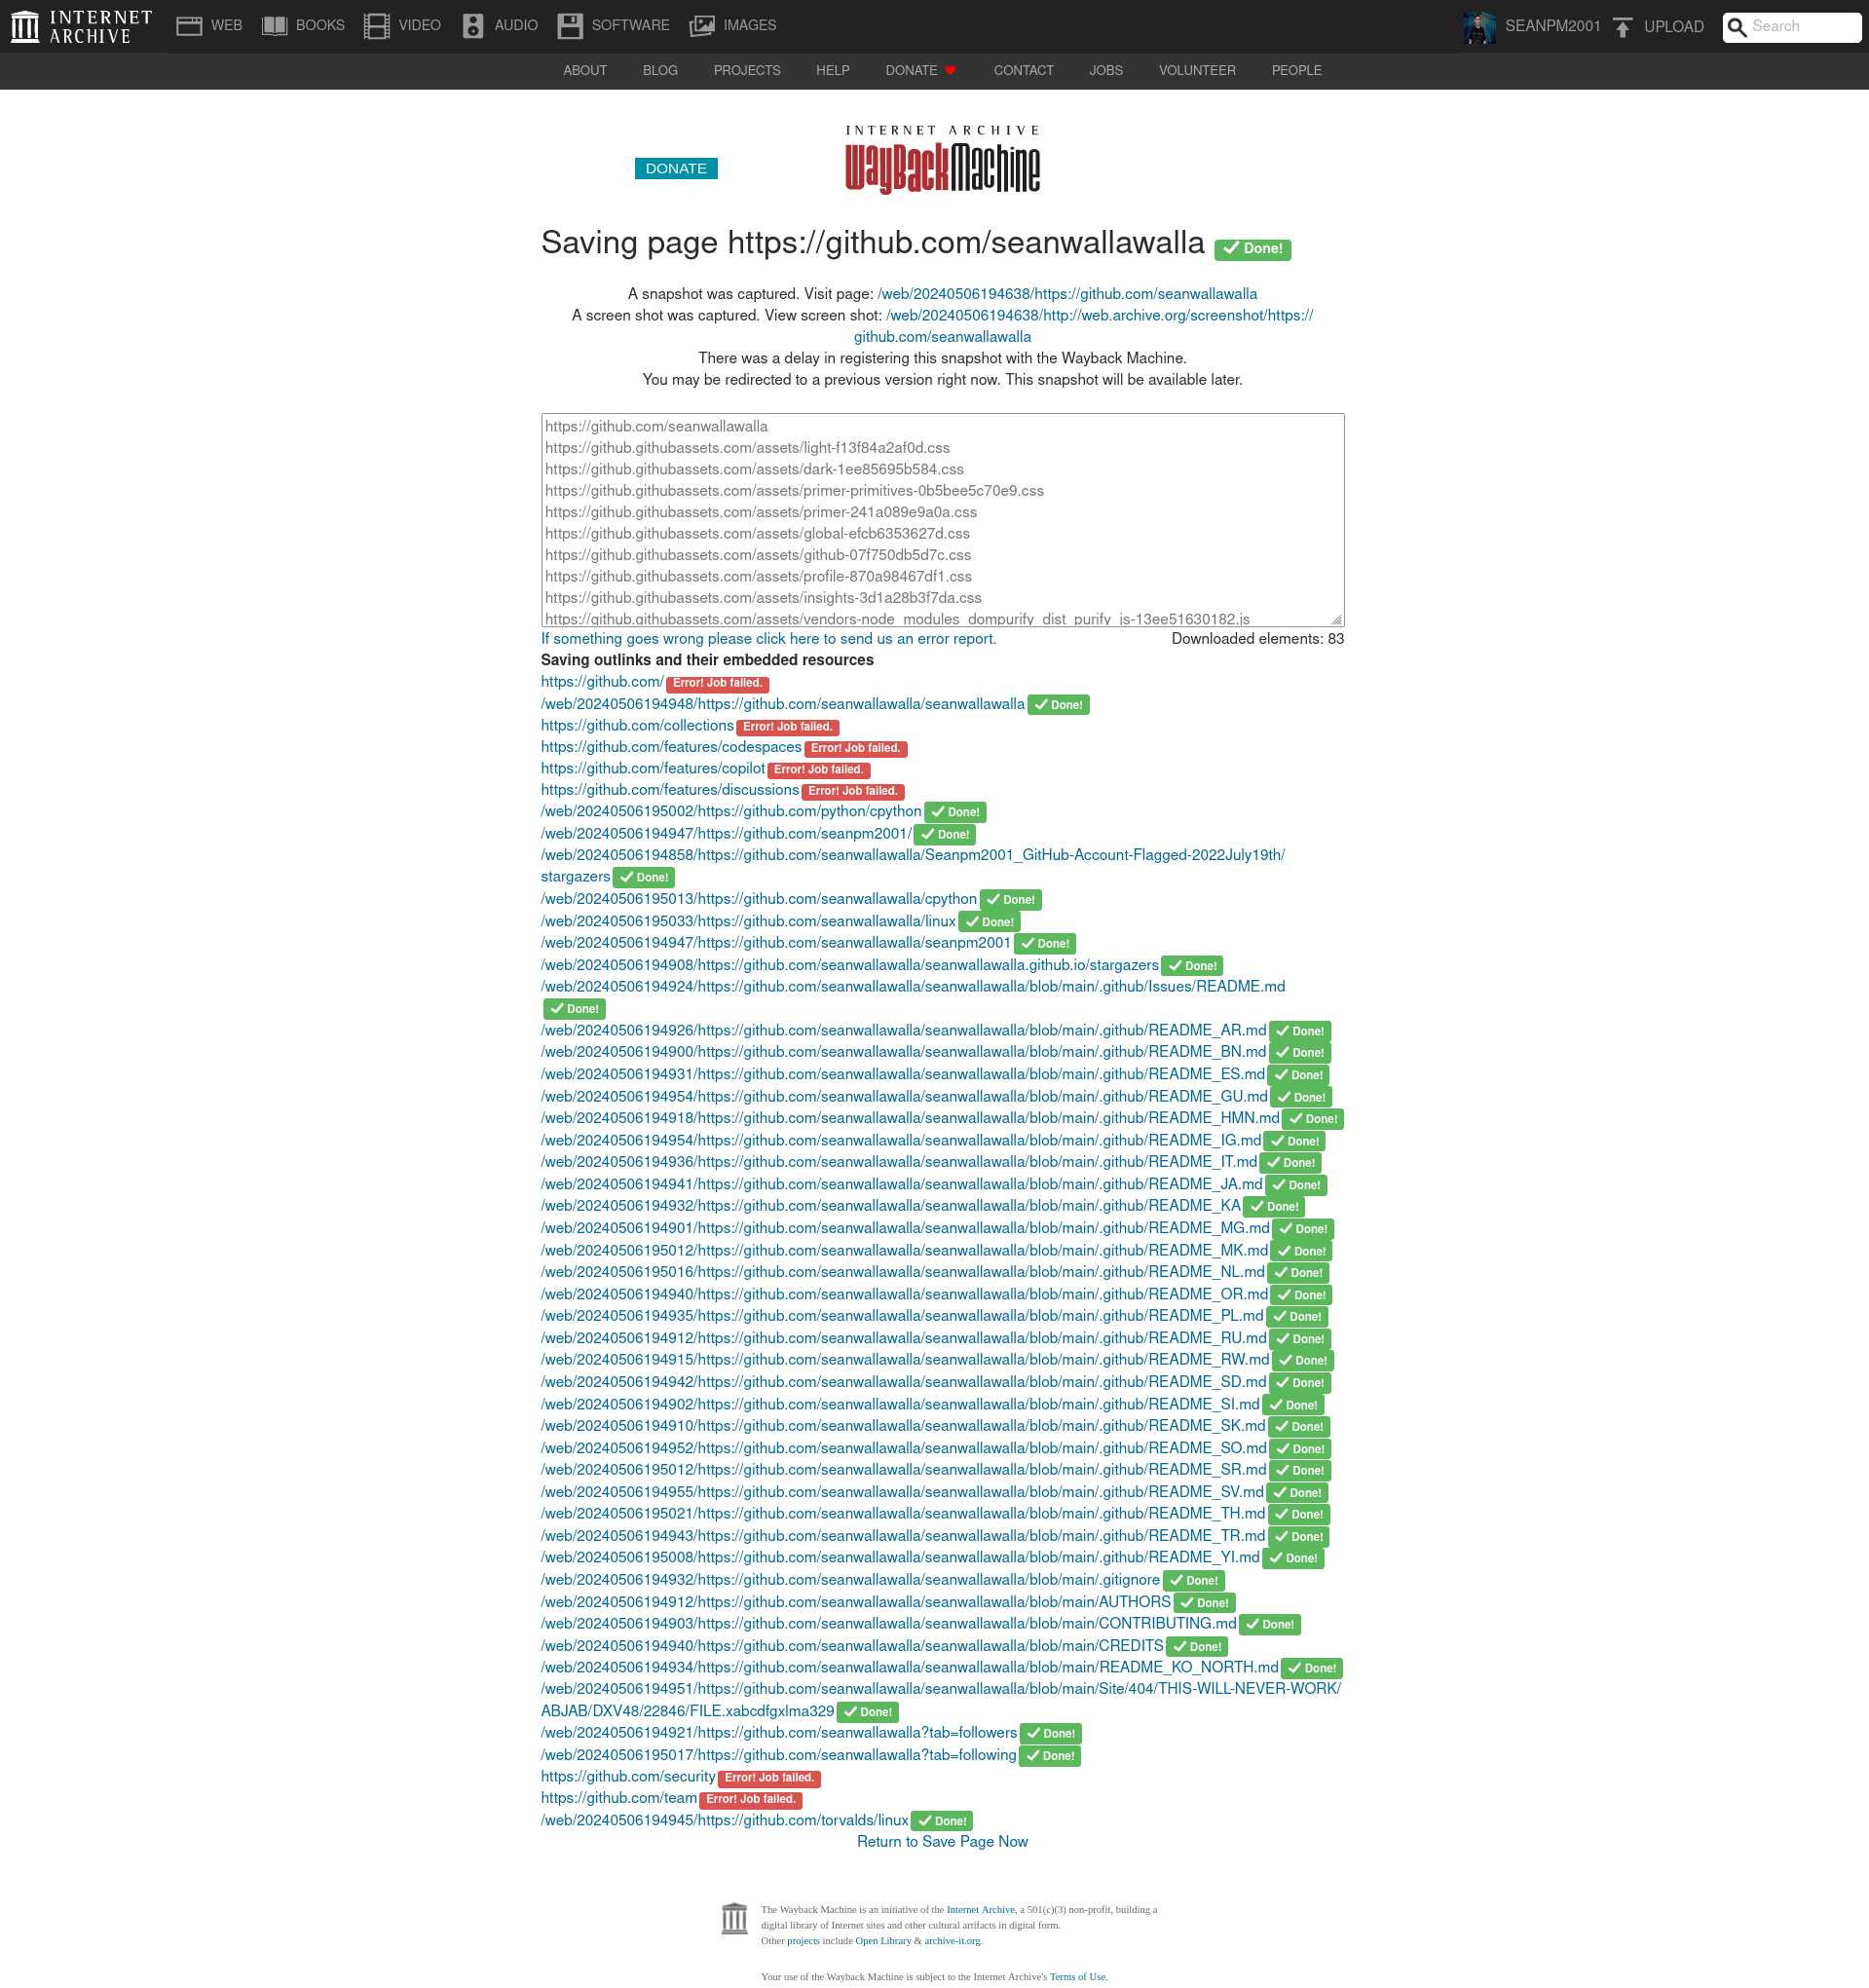 INTERNET ARCHIVE
WEB BOOKS VIDEO AUDIO SOFTWARE IMAGES SEANPM2001 UPLOAD Search
ABOUT BLOG PROJECTS HELP DONATE CONTACT JOBS VOLUNTEER PEOPLE
INTERNET ARCHIVE
DONATE WayBackMachine
Saving page https://github.com/seanwallawalla Done!
A snapshot was captured. Visit page: /web/20240506194638/https://github.com/seanwallawalla
A screen shot was captured. View screen shot: /web/20240506194638/http://web.archive.org/screenshot/https://
github.com/seanwallawalla
There was a delay in registering this snapshot with the Wayback Machine.
You may be redirected to a previous version right now. This snapshot will be available later.
https://github.com/seanwallawalla
https://github.githubassets.com/assets/light-f13f84a2af0d.css
https://github.githubassets.com/assets/dark-1ee85695b584.css
https://github.githubassets.com/assets/primer-primitives-0b5bee5c70e9.css
https://github.githubassets.com/assets/primer-241a089e9a0a.css
https://github.githubassets.com/assets/global-efcb6353627d.css
https://github.githubassets.com/assets/github-07f750db5d7c.css
https://github.githubassets.com/assets/profile-870a98467df1.css
https://github.githubassets.com/assets/insights-3d1a28b3f7da.css
https://github.githubassets.com/assets/vendors-node_modules_dompurify_dist_purify_js-13ee51630182.js
If something goes wrong please click here to send us an error report. Downloaded elements: 83
Saving outlinks and their embedded resources
https://github.com/ Error! Job failed.
/web/20240506194948/https://github.com/seanwallawalla/seanwallawalla Done!
https://github.com/collections Error! Job failed.
https://github.com/features/codespaces Error! Job failed.
https://github.com/features/copilot Error! Job failed.
https://github.com/features/discussions Error! Job failed.
/web/20240506195002/https://github.com/python/cpython Done!
/web/20240506194947/https://github.com/seanpm2001/ Done!
/web/20240506194858/https://github.com/seanwallawalla/Seanpm2001_GitHub-Account-Flagged-2022July19th/
stargazers Done!
/web/20240506195013/https://github.com/seanwallawalla/cpython Done!
/web/20240506195033/https://github.com/seanwallawalla/linux Done!
/web/20240506194947/https://github.com/seanwallawalla/seanpm2001 Done!
/web/20240506194908/https://github.com/seanwallawalla/seanwallawalla.github.io/stargazers Done!
/web/20240506194924/https://github.com/seanwallawalla/seanwallawalla/blob/main/.github/Issues/README.md
Done!
/web/20240506194926/https://github.com/seanwallawalla/seanwallawalla/blob/main/.github/README_AR.md Done!
/web/20240506194900/https://github.com/seanwallawalla/seanwallawalla/blob/main/.github/README_BN.md Done!
/web/20240506194931/https://github.com/seanwallawalla/seanwallawalla/blob/main/.github/README_ES.md Done!
/web/20240506194954/https://github.com/seanwallawalla/seanwallawalla/blob/main/.github/README_GU.md Done!
/web/20240506194918/https://github.com/seanwallawalla/seanwallawalla/blob/main/.github/README_HMN.md Done!
/web/20240506194954/https://github.com/seanwallawalla/seanwallawalla/blob/main/.github/README_IG.md Done!
/web/20240506194936/https://github.com/seanwallawalla/seanwallawalla/blob/main/.github/README_IT.md Done!
/web/20240506194941/https://github.com/seanwallawalla/seanwallawalla/blob/main/.github/README_JA.md Done!
/web/20240506194932/https://github.com/seanwallawalla/seanwallawalla/blob/main/.github/README_KA Done!
/web/20240506194901/https://github.com/seanwallawalla/seanwallawalla/blob/main/.github/README_MG.md Done!
/web/20240506195012/https://github.com/seanwallawalla/seanwallawalla/blob/main/.github/README_MK.md Done!
/web/20240506195016/https://github.com/seanwallawalla/seanwallawalla/blob/main/.github/README_NL.md Done!
/web/20240506194940/https://github.com/seanwallawalla/seanwallawalla/blob/main/.github/README_OR.md Done!
/web/20240506194935/https://github.com/seanwallawalla/seanwallawalla/blob/main/.github/README_PL.md Done!
/web/20240506194912/https://github.com/seanwallawalla/seanwallawalla/blob/main/.github/README_RU.md Done!
/web/20240506194915/https://github.com/seanwallawalla/seanwallawalla/blob/main/.github/README_RW.md Done!
/web/20240506194942/https://github.com/seanwallawalla/seanwallawalla/blob/main/.github/README_SD.md Done!
/web/20240506194902/https://github.com/seanwallawalla/seanwallawalla/blob/main/.github/README_SI.md Done!
/web/20240506194910/https://github.com/seanwallawalla/seanwallawalla/blob/main/.github/README_SK.md Done!
/web/20240506194952/https://github.com/seanwallawalla/seanwallawalla/blob/main/.github/README_SO.md Done!
/web/20240506195012/https://github.com/seanwallawalla/seanwallawalla/blob/main/.github/README_SR.md Done!
/web/20240506194955/https://github.com/seanwallawalla/seanwallawalla/blob/main/.github/README_SV.md Done!
/web/20240506195021/https://github.com/seanwallawalla/seanwallawalla/blob/main/.github/README_TH.md Done!
/web/20240506194943/https://github.com/seanwallawalla/seanwallawalla/blob/main/.github/README_TR.md Done!
/web/20240506195008/https://github.com/seanwallawalla/seanwallawalla/blob/main/.github/README_YI.md Done!
/web/20240506194932/https://github.com/seanwallawalla/seanwallawalla/blob/main/.gitignore Done!
/web/20240506194912/https://github.com/seanwallawalla/seanwallawalla/blob/main/AUTHORS Done!
/web/20240506194903/https://github.com/seanwallawalla/seanwallawalla/blob/main/CONTRIBUTING.md Done!
/web/20240506194940/https://github.com/seanwallawalla/seanwallawalla/blob/main/CREDITS Done!
/web/20240506194934/https://github.com/seanwallawalla/seanwallawalla/blob/main/README_KO_NORTH.md Done!
/web/20240506194951/https://github.com/seanwallawalla/seanwallawalla/blob/main/Site/404/THIS-WILL-NEVER-WORK/
ABJAB/DXV48/22846/FILE.xabcdfgxlma329 Done!
/web/20240506194921/https://github.com/seanwallawalla?tab=followers Done!
/web/20240506195017/https://github.com/seanwallawalla?tab=following Done!
https://github.com/security Error! Job failed.
https://github.com/team Error! Job failed.
/web/20240506194945/https://github.com/torvalds/linux Done!
Return to Save Page Now
The Wayback Machine is an initiative of the Internet Archive, a 501(c)(3) non-profit, building a
digital library of Internet sites and other cultural artifacts in digital form.
Other projects include Open Library & archive-it.org.
Your use of the Wayback Machine is subject to the Internet Archive's Terms of Use.